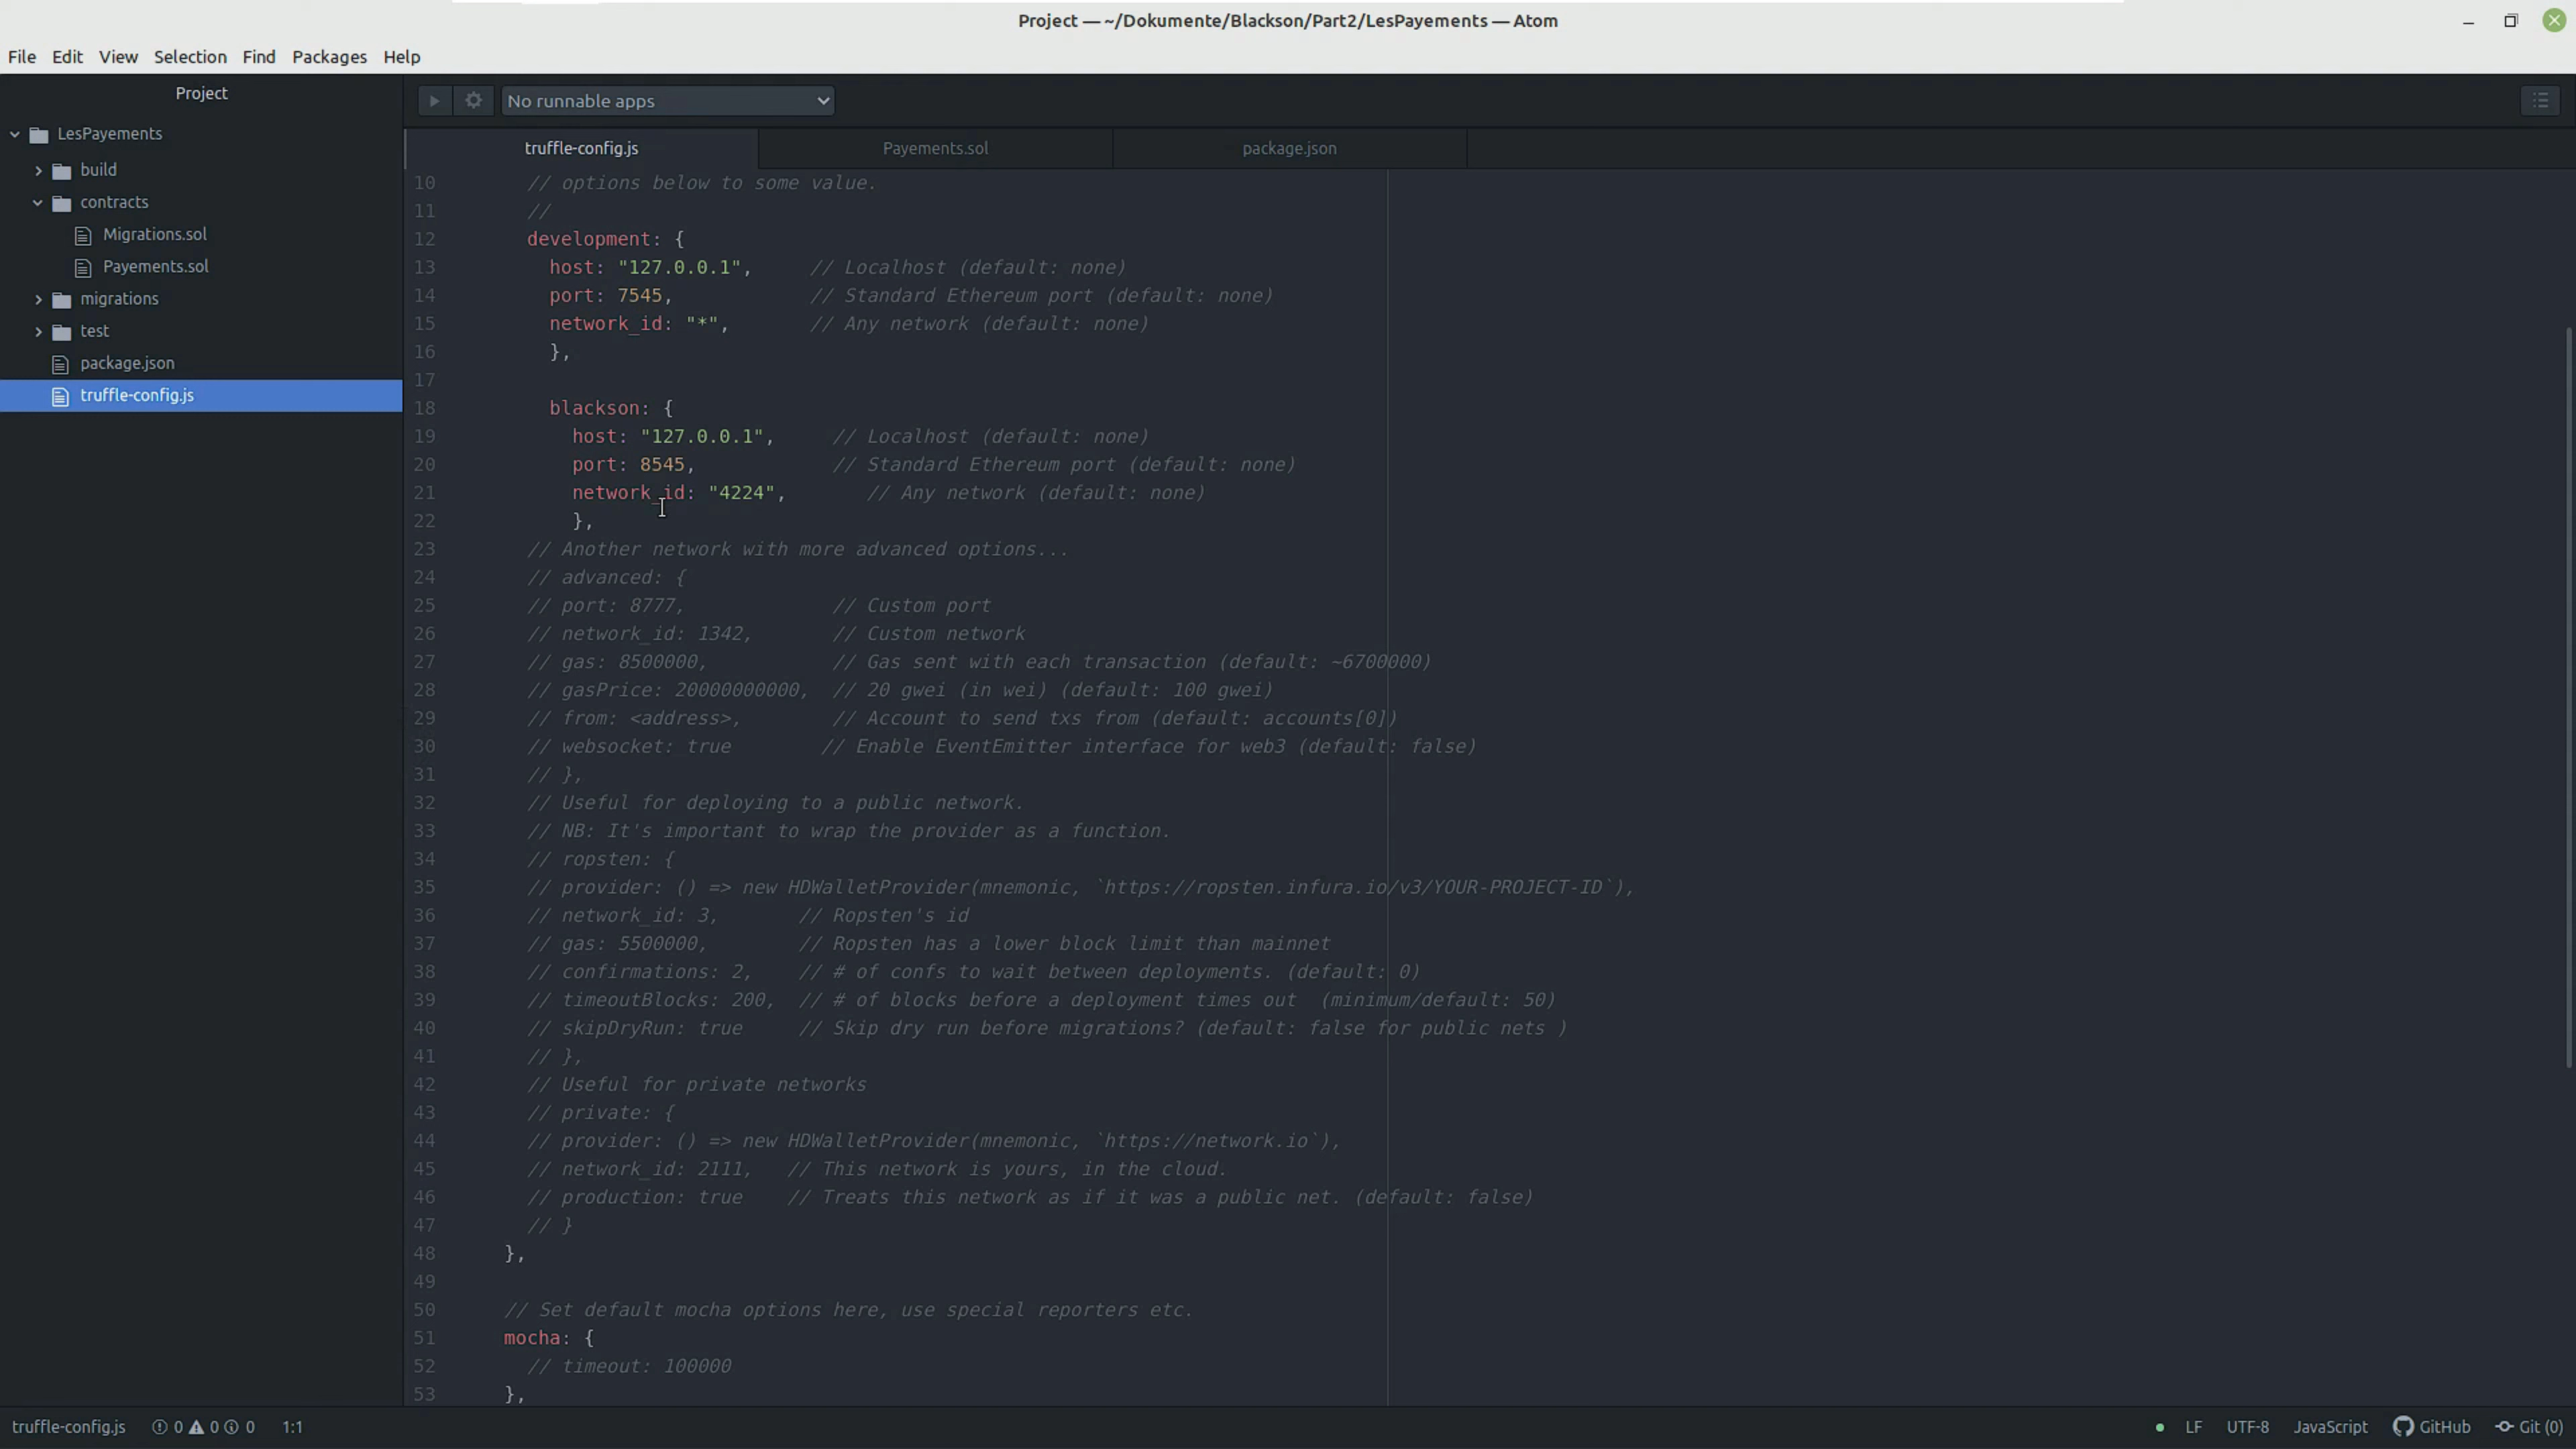 Project — ~/Dokumente/Blackson/Part2/LesPayements — Atom
File Edit View Selection Find Packages Help
Project
No runnable apps
LesPayements
build
contracts
Migrations.sol
Payements.sol
migrations
test
package.json
truffle-config.js
truffle-config.js Payements.sol package.json
10 // options below to some value.
11 //
12 development: {
13 host: "127.0.0.1", // Localhost (default: none)
14 port: 7545, // Standard Ethereum port (default: none)
15 network_id: "*", // Any network (default: none)
16 },
17
18 blackson: {
19 host: "127.0.0.1", // Localhost (default: none)
20 port: 8545, // Standard Ethereum port (default: none)
21 network_id: "4224", // Any network (default: none)
22 },
23 // Another network with more advanced options...
24 // advanced: {
25 // port: 8777, // Custom port
26 // network_id: 1342, // Custom network
27 // gas: 8500000, // Gas sent with each transaction (default: ~6700000)
28 // gasPrice: 20000000000, // 20 gwei (in wei) (default: 100 gwei)
29 // from: <address>, // Account to send txs from (default: accounts[0])
30 // websocket: true // Enable EventEmitter interface for web3 (default: false)
31 // },
32 // Useful for deploying to a public network.
33 // NB: It's important to wrap the provider as a function.
34 // ropsten: {
35 // provider: () => new HDWalletProvider(mnemonic, `https://ropsten.infura.io/v3/YOUR-PROJECT-ID`),
36 // network_id: 3, // Ropsten's id
37 // gas: 5500000, // Ropsten has a lower block limit than mainnet
38 // confirmations: 2, // # of confs to wait between deployments. (default: 0)
39 // timeoutBlocks: 200, // # of blocks before a deployment times out (minimum/default: 50)
40 // skipDryRun: true // Skip dry run before migrations? (default: false for public nets )
41 // },
42 // Useful for private networks
43 // private: {
44 // provider: () => new HDWalletProvider(mnemonic, `https://network.io`),
45 // network_id: 2111, // This network is yours, in the cloud.
46 // production: true // Treats this network as if it was a public net. (default: false)
47 // }
48 },
49
50 // Set default mocha options here, use special reporters etc.
51 mocha: {
52 // timeout: 100000
53 },
truffle-config.js 0 0 0 1:1 LF UTF-8 JavaScript GitHub Git (0)